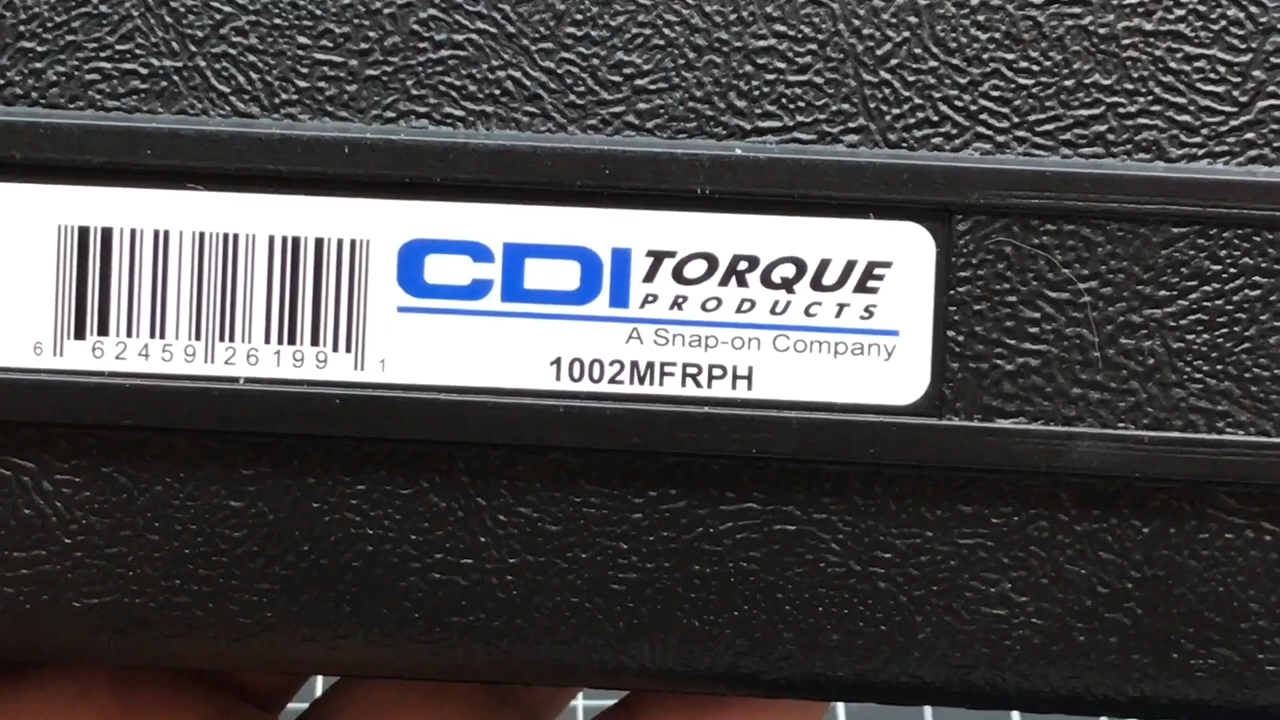 CDI TORQUE
PRODUCTS
A Snap-on Company
1002MFRPH
6 62459 26199 1